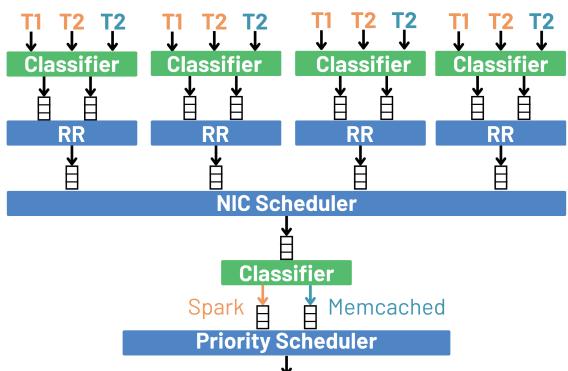 T1 T2 T2 T1 T2 T2 T1 T2 T2 T1 T2 T2
Classifier Classifier Classifier Classifier
RR RR RR RR
NIC Scheduler
Classifier
Spark Memcached
Priority Scheduler